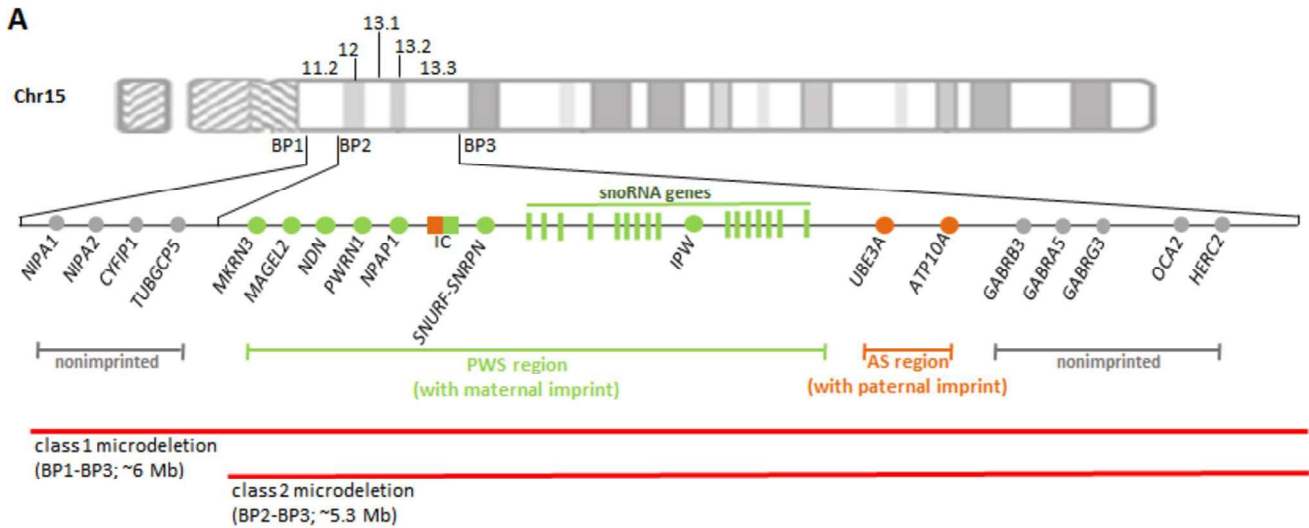 A
13.1
12
13.2
11.2
13.3
Chr15
BP1
BP2
BP3
snoRNA genes
IC
NIPA1
NIPA2
CYFIP1
TUBGCP5
MKRN3
MAGEL2
NDN
PWRN1
NPAP1
SNURF-SNRPN
IPW
UBE3A
ATP10A
GABRB3
GABRA5
GABRG3
OCA2
HERC2
nonimprinted
PWS region
(with maternal imprint)
AS region
(with paternal imprint)
nonimprinted
class 1 microdeletion
(BP1-BP3; ~6 Mb)
class 2 microdeletion
(BP2-BP3; ~5.3 Mb)